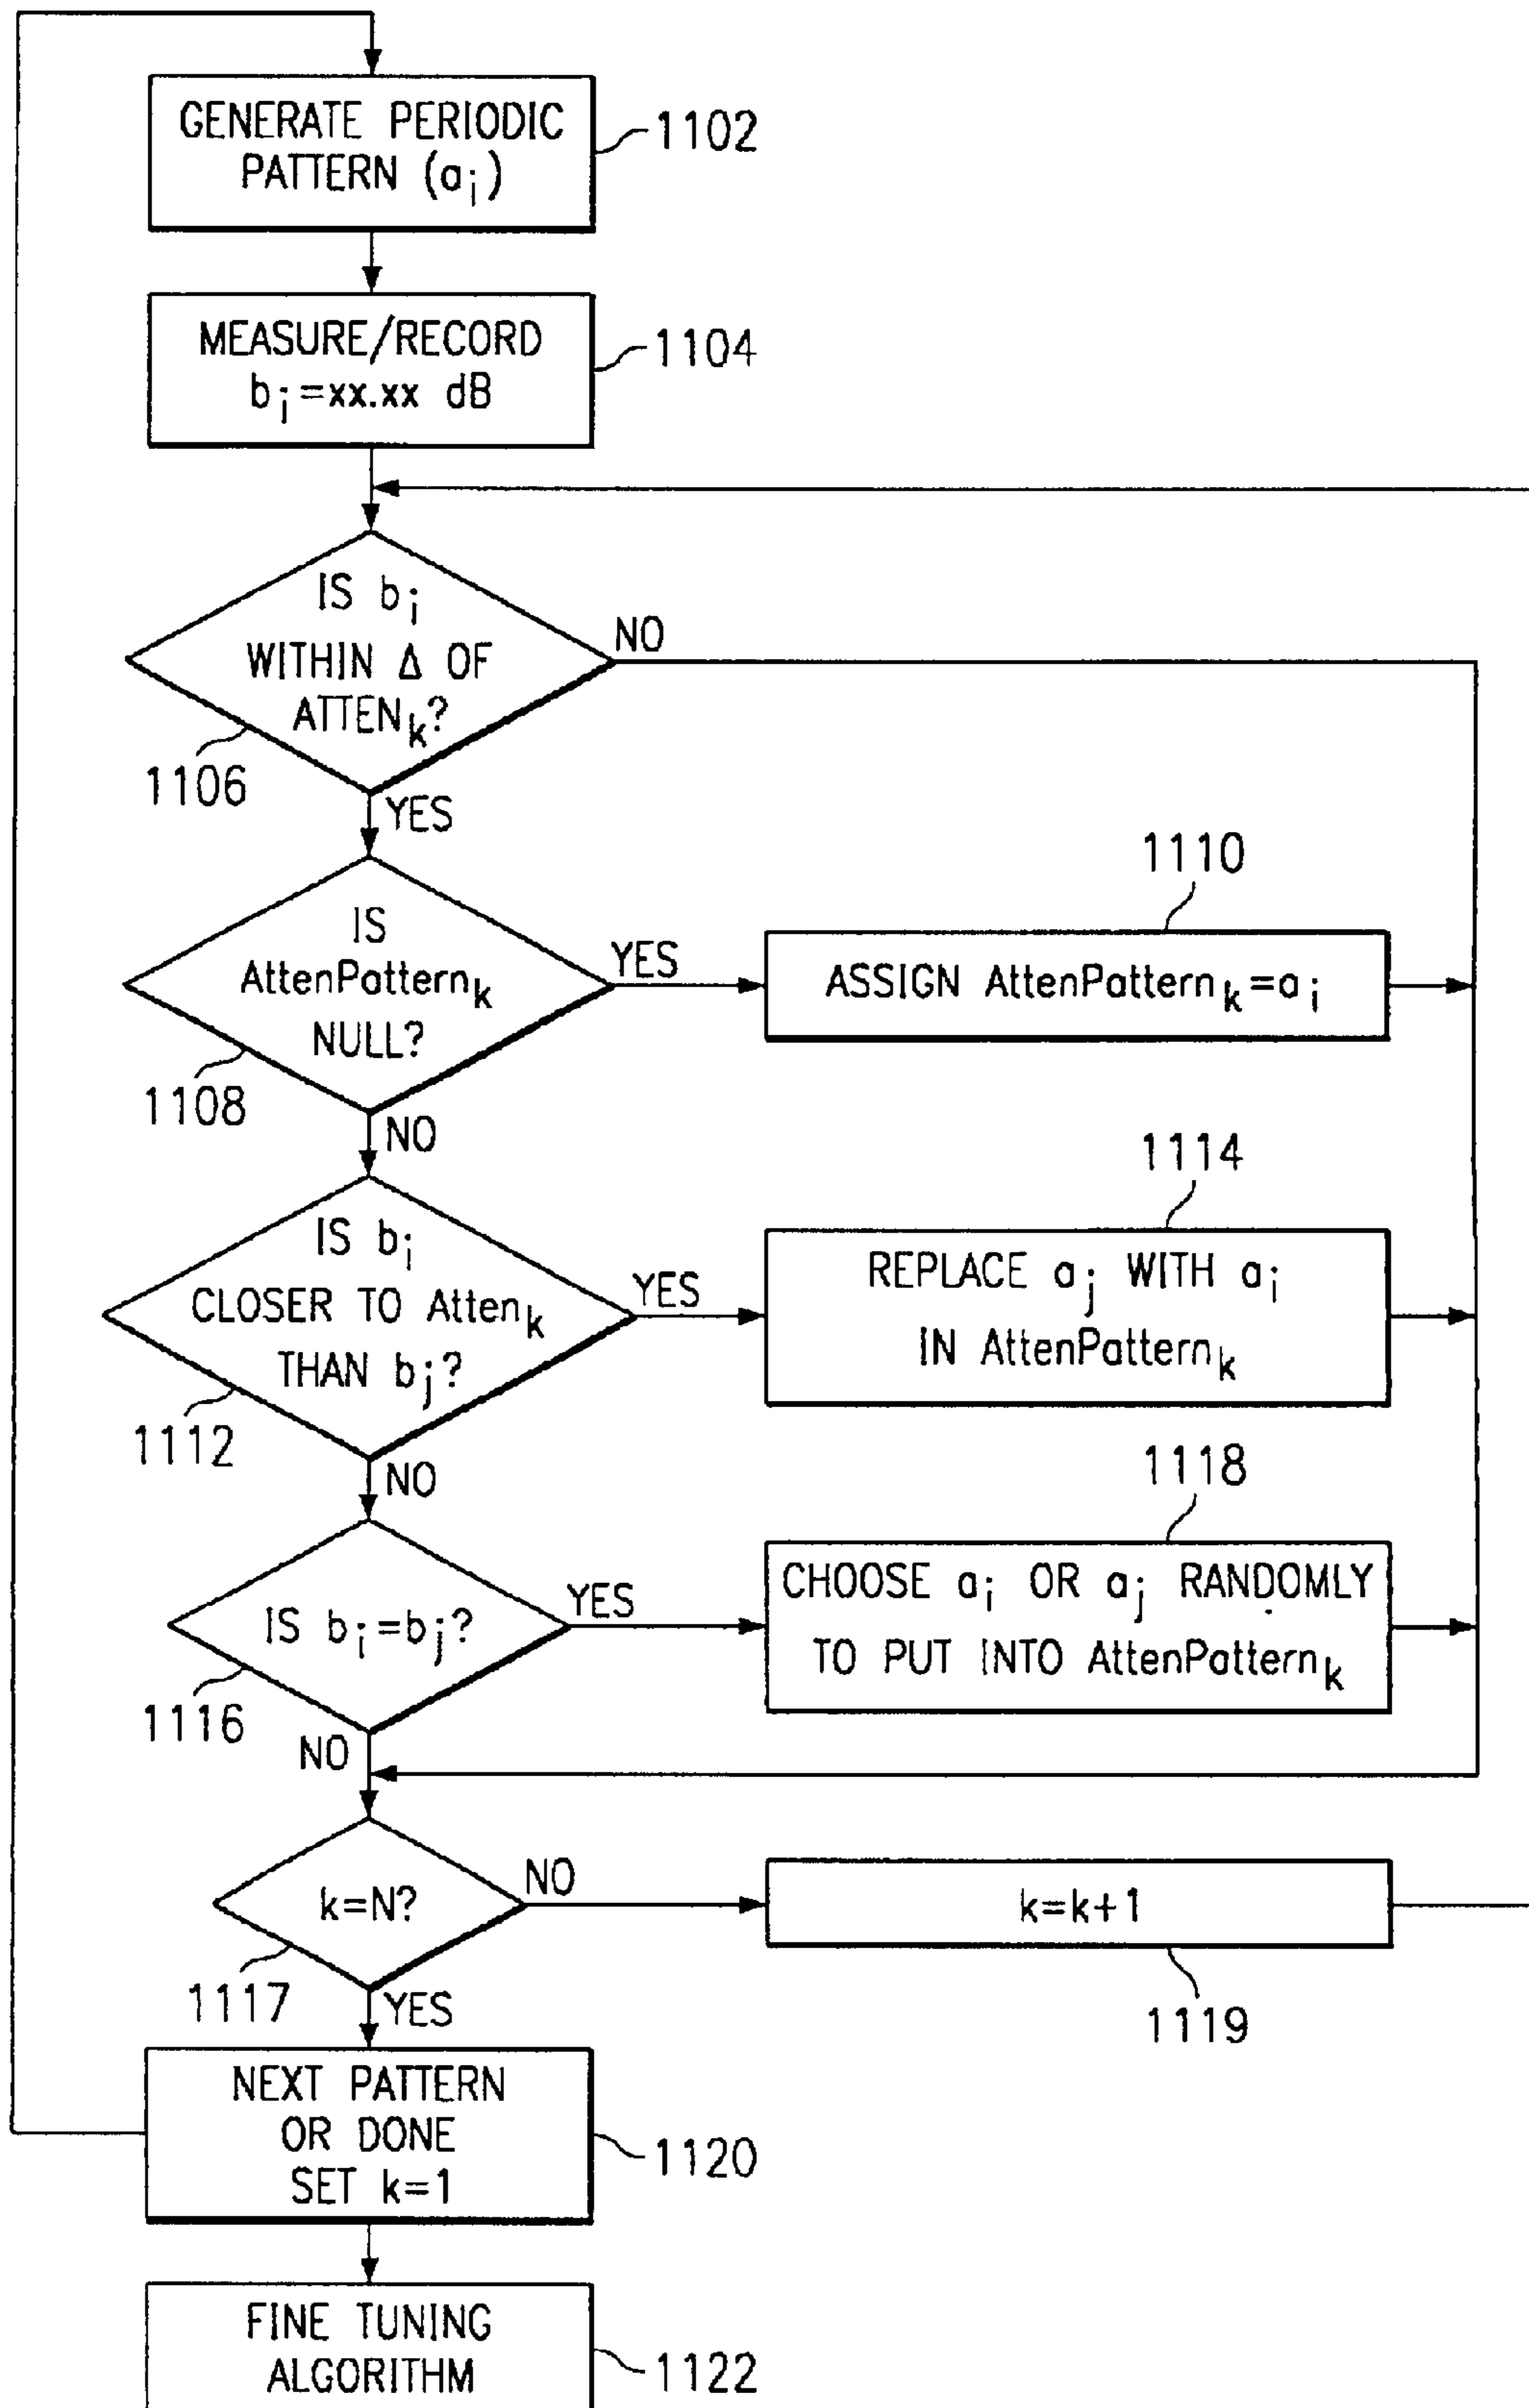 GENERATE PERIODIC
PATTERN (aᵢ)
1102
MEASURE/RECORD
bᵢ=xx.xx dB
1104
IS bᵢ
WITHIN Δ OF
ATTENₖ?
NO
1106
YES
IS
AttenPatternₖ
NULL?
YES
1108
1110
ASSIGN AttenPatternₖ=aᵢ
NO
IS bᵢ
CLOSER TO Attenₖ
THAN bⱼ?
YES
1112
1114
REPLACE aⱼ WITH aᵢ
IN AttenPatternₖ
NO
IS bᵢ=bⱼ?
YES
1116
1118
CHOOSE aᵢ OR aⱼ RANDOMLY
TO PUT INTO AttenPatternₖ
NO
k=N?
NO
1117
k=k+1
1119
YES
NEXT PATTERN
OR DONE
SET k=1
1120
FINE TUNING
ALGORITHM
1122